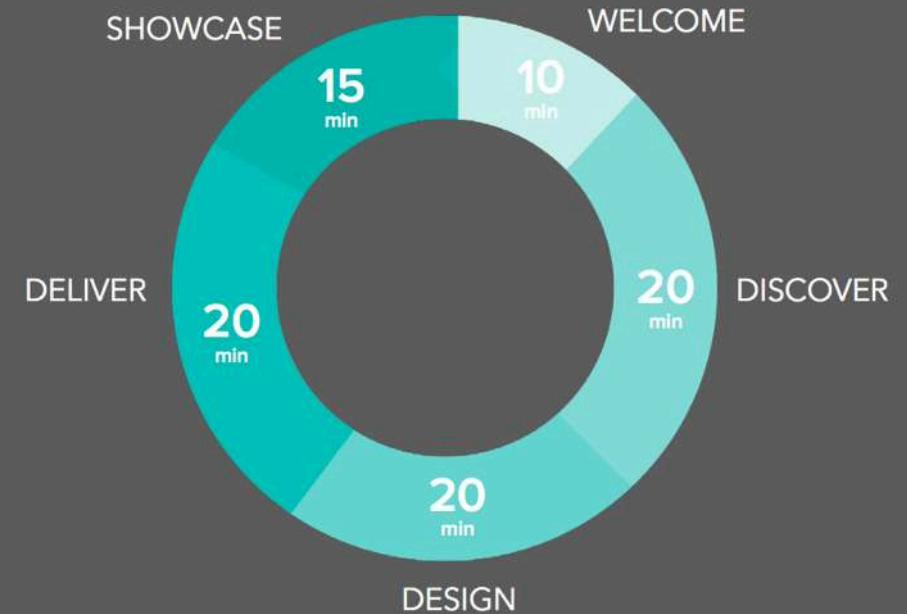 SHOWCASE
WELCOME
15
min
10
min
DELIVER
20
min
20
min
DISCOVER
20
min
DESIGN